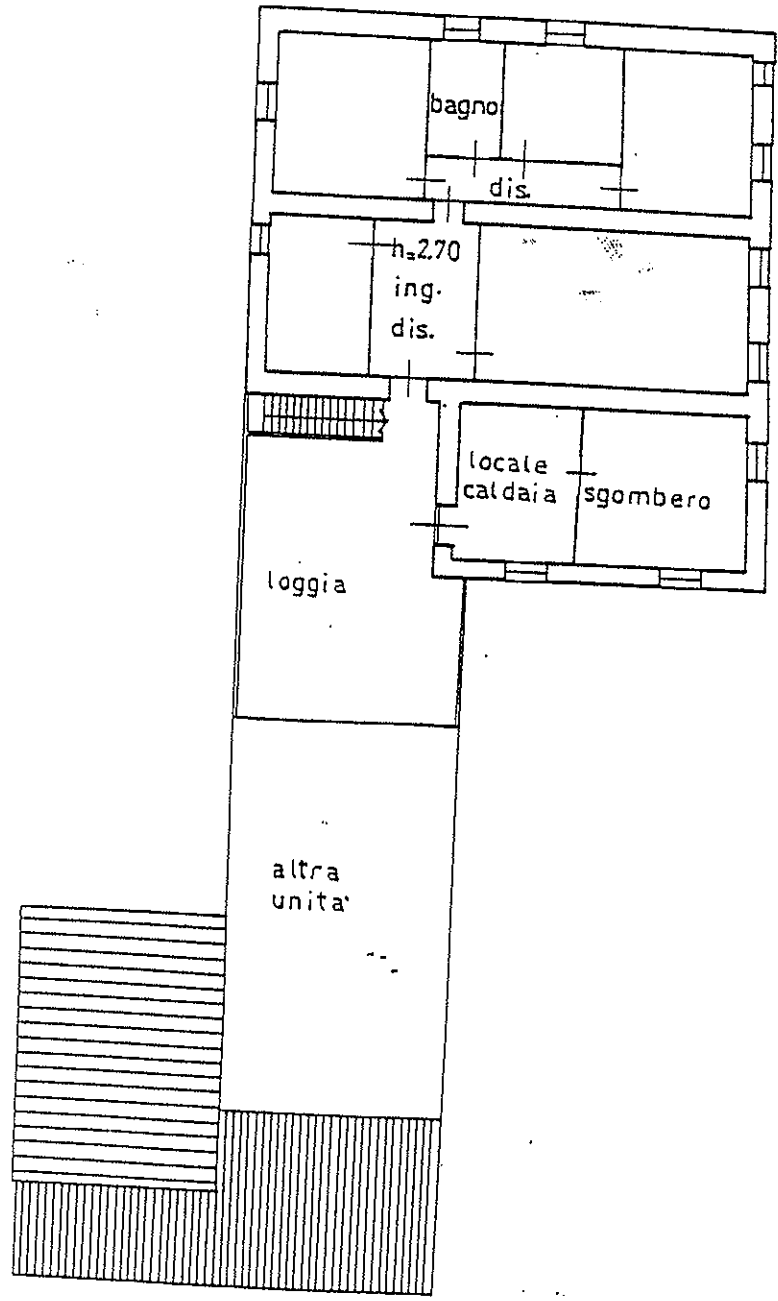 bagno
dis.
h=2.70
ing.
dis.
locale
caldaia
sgombero
loggia
altra
unita'